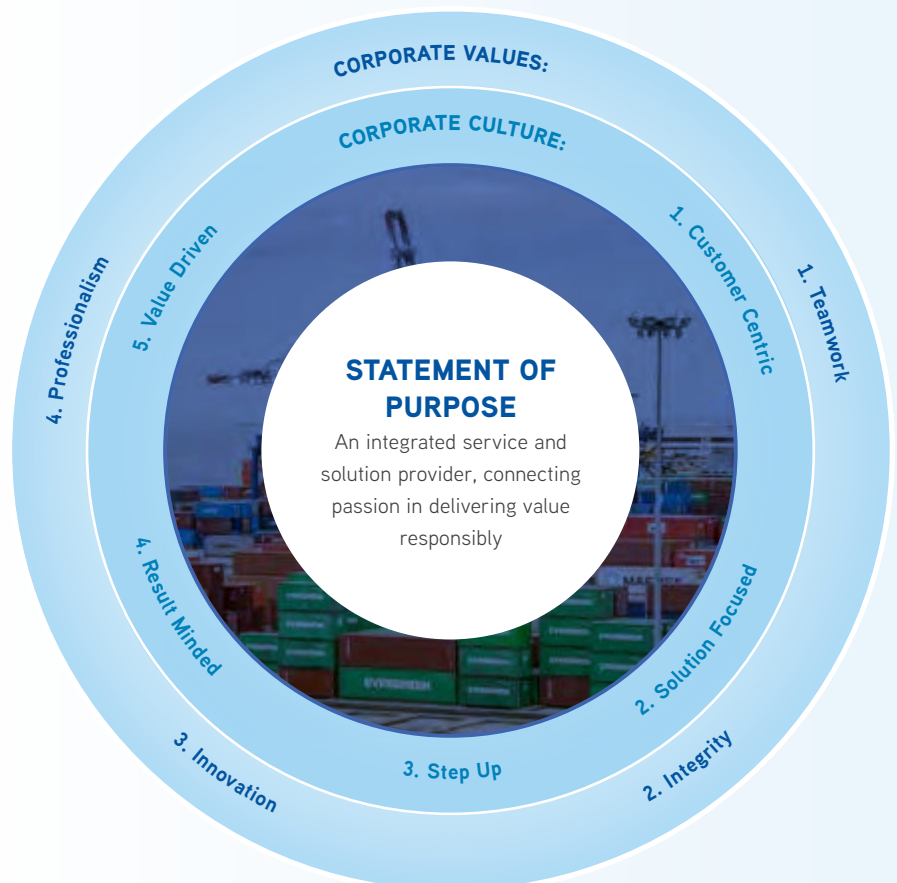 CORPORATE VALUES:
1. Teamwork
2. Integrity
3. Innovation
4. Professionalism
CORPORATE CULTURE:
1. Customer Centric
2. Solution Focused
3. Step Up
4. Result Minded
5. Value Driven
STATEMENT OF
PURPOSE
An integrated service and
solution provider, connecting
passion in delivering value
responsibly
EVERGREEN